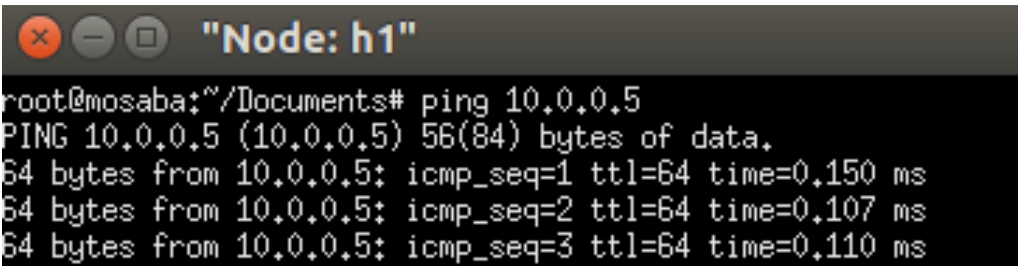 "Node: h1"
root@mosaba:~/Documents# ping 10.0.0.5
PING 10.0.0.5 (10.0.0.5) 56(84) bytes of data.
64 bytes from 10.0.0.5: icmp_seq=1 ttl=64 time=0.150 ms
64 bytes from 10.0.0.5: icmp_seq=2 ttl=64 time=0.107 ms
64 bytes from 10.0.0.5: icmp_seq=3 ttl=64 time=0.110 ms